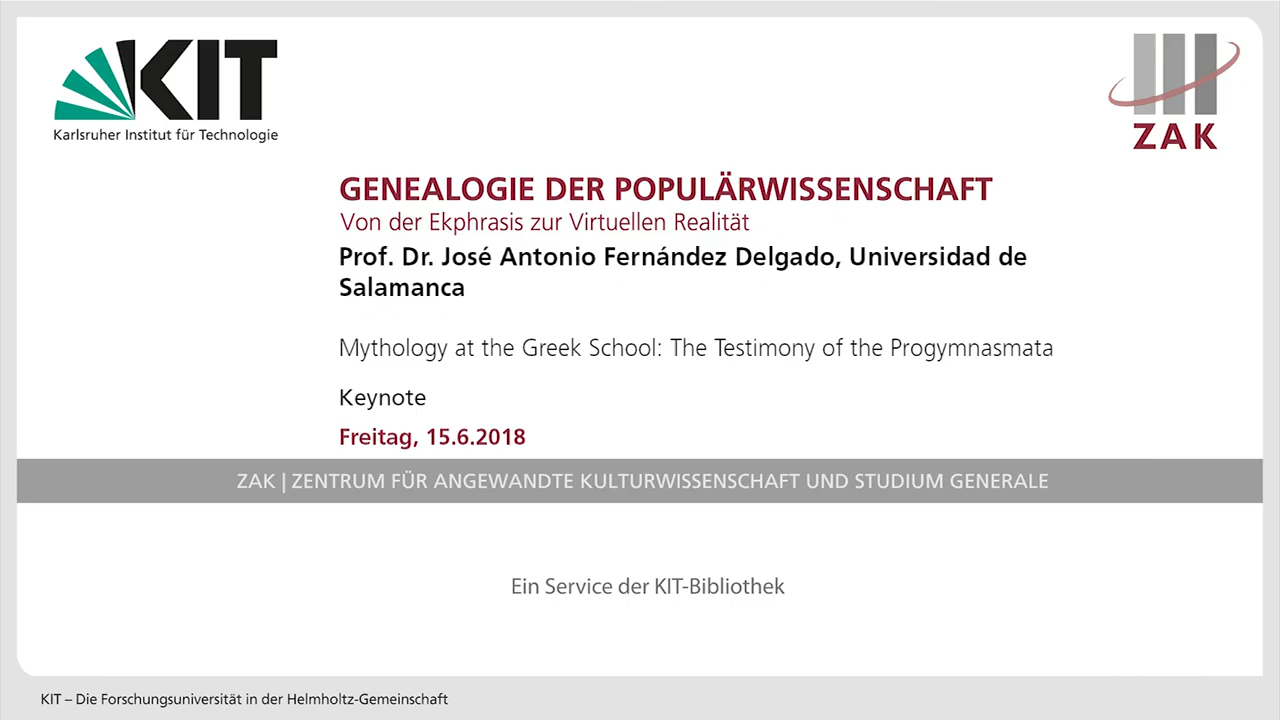 KIT
Karlsruher Institut für Technologie
ZAK
GENEALOGIE DER POPULÄRWISSENSCHAFT
Von der Ekphrasis zur Virtuellen Realität
Prof. Dr. José Antonio Fernández Delgado, Universidad de
Salamanca
Mythology at the Greek School: The Testimony of the Progymnasmata
Keynote
Freitag, 15.6.2018
ZAK | ZENTRUM FÜR ANGEWANDTE KULTURWISSENSCHAFT UND STUDIUM GENERALE
Ein Service der KIT-Bibliothek
KIT – Die Forschungsuniversität in der Helmholtz-Gemeinschaft